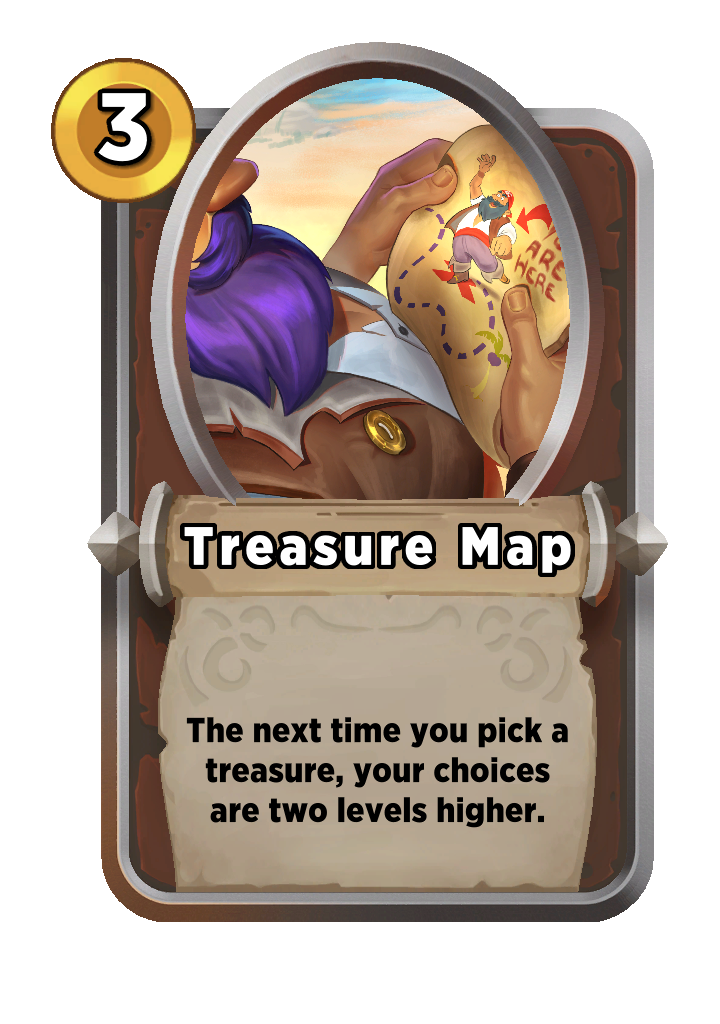 3
ARE
HERE
Treasure Map
The next time you pick a
treasure, your choices
are two levels higher.